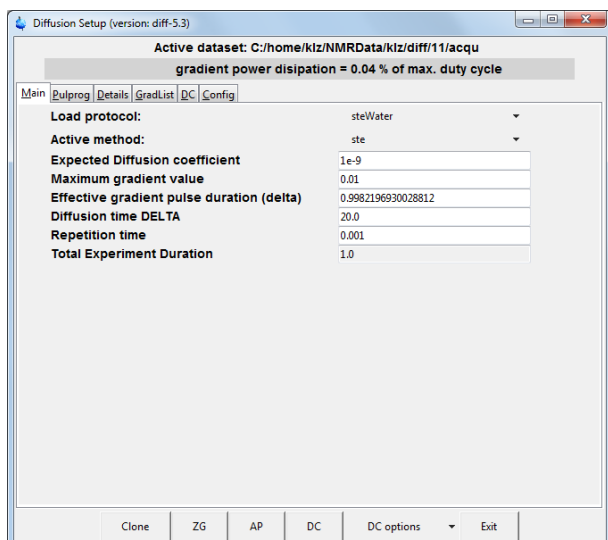 Diffusion Setup (version: diff-5.3)
Active dataset: C:/home/klz/NMRData/klz/diff/11/acqu
gradient power disipation = 0.04 % of max. duty cycle
Main Pulprog Details GradList DC Config
Load protocol: steWater
Active method: ste
Expected Diffusion coefficient 1e-9
Maximum gradient value 0.01
Effective gradient pulse duration (delta) 0.9982196930028812
Diffusion time DELTA 20.0
Repetition time 0.001
Total Experiment Duration 1.0
Clone ZG AP DC DC options Exit